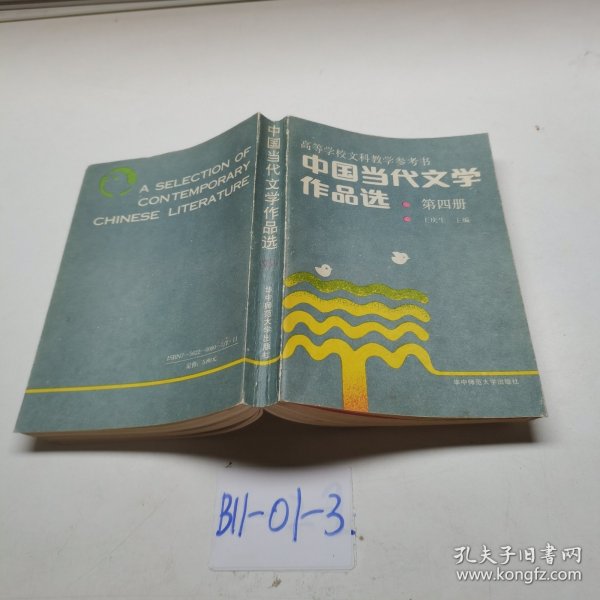 A SELECTION OF
CONTEMPORARY
CHINESE LITERATURE
中国当代文学作品选
华中师范大学出版社
高等学校文科教学参考书
中国当代文学
作品选
第四册
王庆生 主编
华中师范大学出版社
B11-01-3
孔夫子旧书网
www.kongfz.com